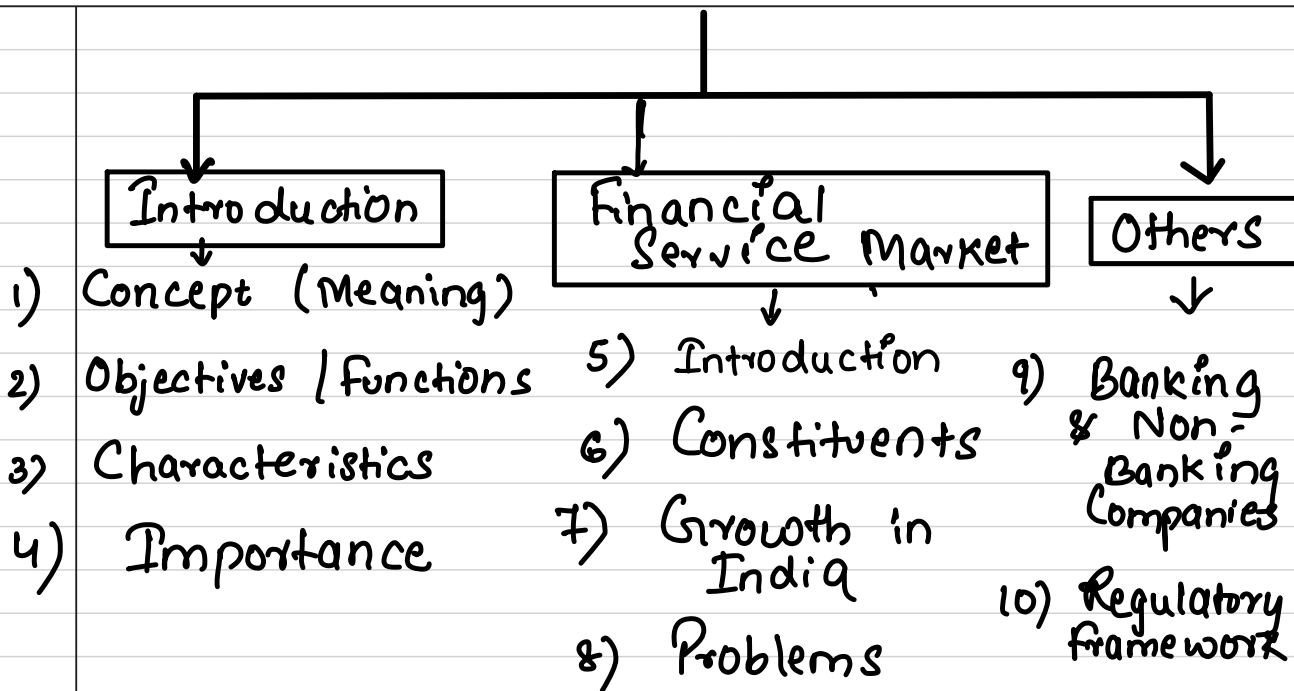 Introduction
1) Concept (Meaning)
2) Objectives / Functions
3) Characteristics
4) Importance
Financial
Service Market
5) Introduction
6) Constituents
7) Growth in
India
8) Problems
Others
9) Banking
& Non-
Banking
Companies
10) Regulatory
framework